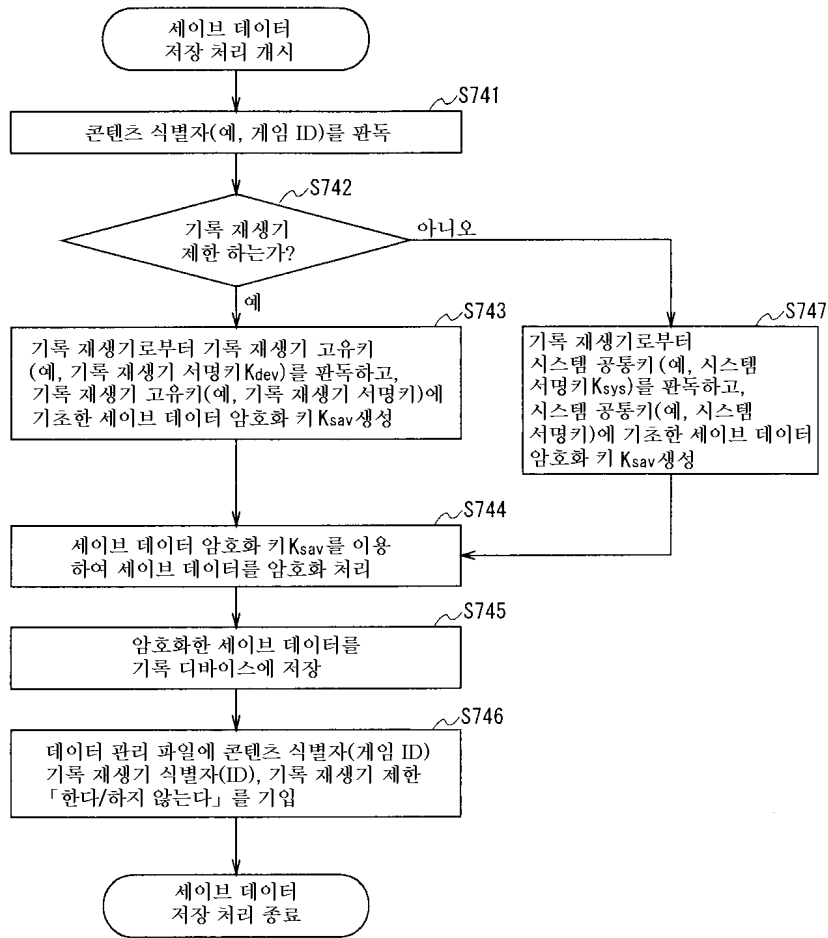 세이브 데이터
저장 처리 개시
S741
콘텐츠 식별자(예, 게임 ID)를 판독
S742
기록 재생기
제한 하는가?
아니오
예
S743
기록 재생기로부터 기록 재생기 고유키
(예, 기록 재생기 서명키Kdev)를 판독하고,
기록 재생기 고유키(예, 기록 재생기 서명키)에
기초한 세이브 데이터 암호화 키 Ksav 생성
S747
기록 재생기로부터
시스템 공통키 (예, 시스템
서명키Ksys)를 판독하고,
시스템 공통키(예, 시스템
서명키)에 기초한 세이브 데이터
암호화 키 Ksav 생성
S744
세이브 데이터 암호화 키Ksav를 이용
하여 세이브 데이터를 암호화 처리
S745
암호화한 세이브 데이터를
기록 디바이스에 저장
S746
데이터 관리 파일에 콘텐츠 식별자(게임 ID)
기록 재생기 식별자(ID), 기록 재생기 제한
「한다/하지 않는다」를 기입
세이브 데이터
저장 처리 종료